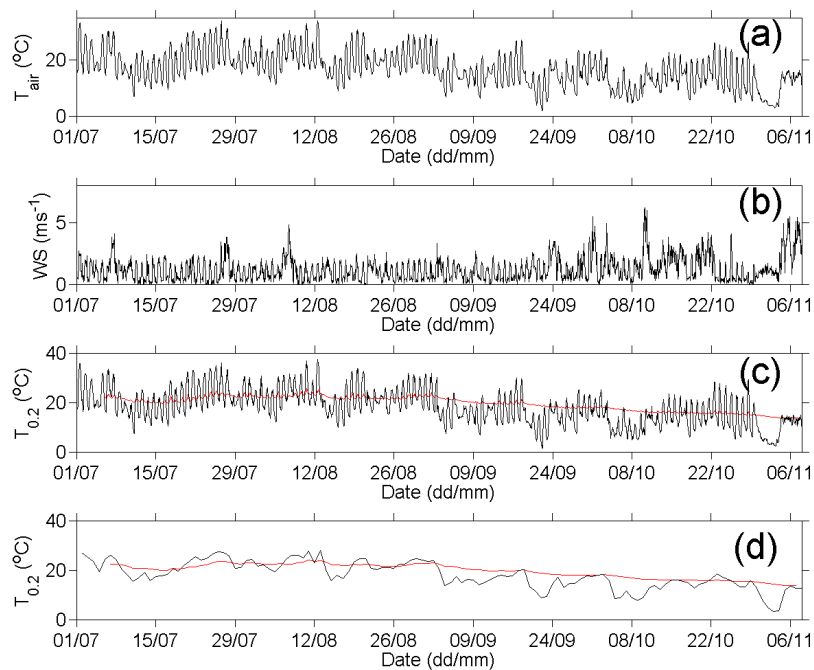 (a)
T_air (ºC)
20
0
01/07 15/07 29/07 12/08 26/08 09/09 24/09 08/10 22/10 06/11
Date (dd/mm)
(b)
WS (ms⁻¹)
5
0
01/07 15/07 29/07 12/08 26/08 09/09 24/09 08/10 22/10 06/11
Date (dd/mm)
(c)
T_0.2 (ºC)
40
20
0
01/07 15/07 29/07 12/08 26/08 09/09 24/09 08/10 22/10 06/11
Date (dd/mm)
(d)
T_0.2 (ºC)
40
20
0
01/07 15/07 29/07 12/08 26/08 09/09 24/09 08/10 22/10 06/11
Date (dd/mm)